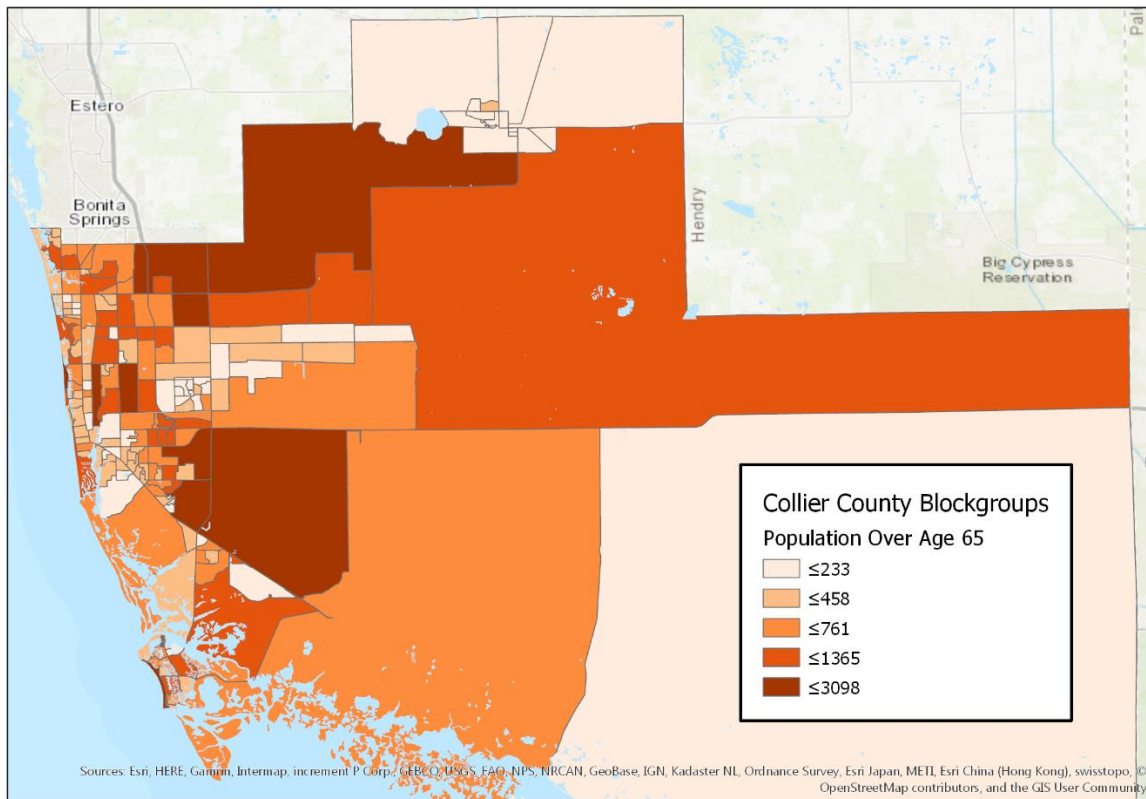 Pal
Estero
Bonita
Springs
Hendry
Big Cypress
Reservation
Collier County Blockgroups
Population Over Age 65
≤233
≤458
≤761
≤1365
≤3098
Sources: Esri, HERE, Garmin, Intermap, increment P Corp., GEBCO, USGS, FAO, NPS, NRCAN, GeoBase, IGN, Kadaster NL, Ordnance Survey, Esri Japan, METI, Esri China (Hong Kong), swisstopo, ©
OpenStreetMap contributors, and the GIS User Community